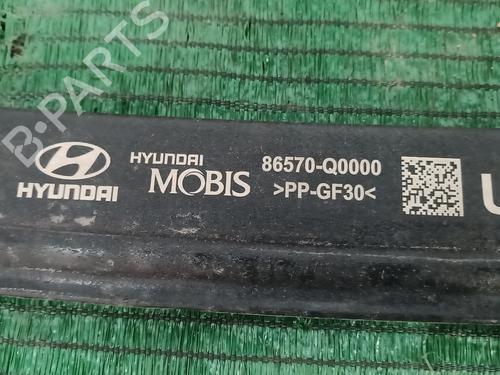 B-PARTS
HYUNDAI
HYUNDAI
MOBIS
86570-Q0000
>PP-GF30<